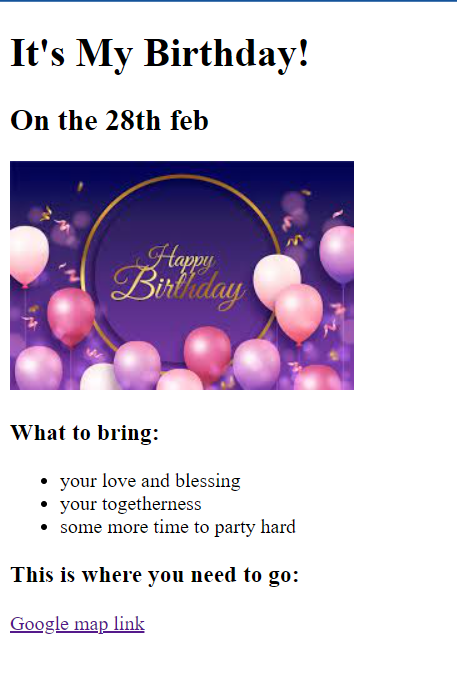 It's My Birthday!
On the 28th feb
Happy
Birthday
What to bring:
your love and blessing
your togetherness
some more time to party hard
This is where you need to go:
Google map link